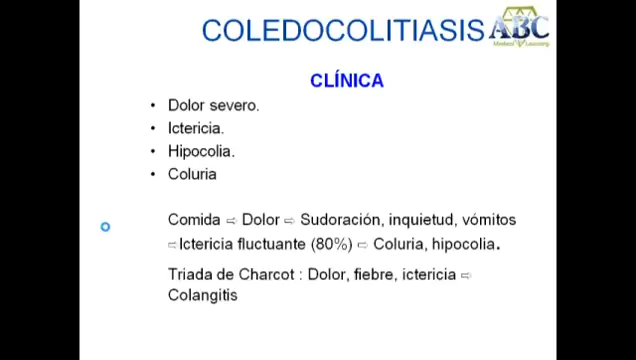 COLEDOCOLITIASIS
ABC
CLÍNICA
• Dolor severo.
• Ictericia.
• Hipocolia.
• Coluria
Comida ⇨ Dolor ⇨ Sudoración, inquietud, vómitos
⇨Ictericia fluctuante (80%) ⇨ Coluria, hipocolia.
Triada de Charcot : Dolor, fiebre, ictericia ⇨
Colangitis